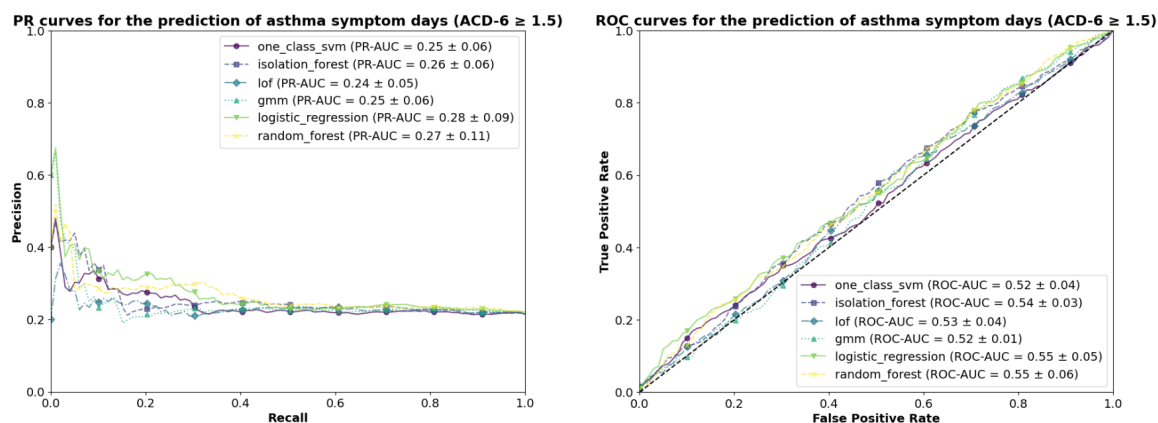 PR curves for the prediction of asthma symptom days (ACD-6 ≥ 1.5)
1.0
0.8
0.6
0.4
0.2
0.0
Precision
0.0 0.2 0.4 0.6 0.8 1.0
Recall
one_class_svm (PR-AUC = 0.25 ± 0.06)
isolation_forest (PR-AUC = 0.26 ± 0.06)
lof (PR-AUC = 0.24 ± 0.05)
gmm (PR-AUC = 0.25 ± 0.06)
logistic_regression (PR-AUC = 0.28 ± 0.09)
random_forest (PR-AUC = 0.27 ± 0.11)
ROC curves for the prediction of asthma symptom days (ACD-6 ≥ 1.5)
1.0
0.8
0.6
0.4
0.2
0.0
True Positive Rate
0.0 0.2 0.4 0.6 0.8 1.0
False Positive Rate
one_class_svm (ROC-AUC = 0.52 ± 0.04)
isolation_forest (ROC-AUC = 0.54 ± 0.03)
lof (ROC-AUC = 0.53 ± 0.04)
gmm (ROC-AUC = 0.52 ± 0.01)
logistic_regression (ROC-AUC = 0.55 ± 0.05)
random_forest (ROC-AUC = 0.55 ± 0.06)